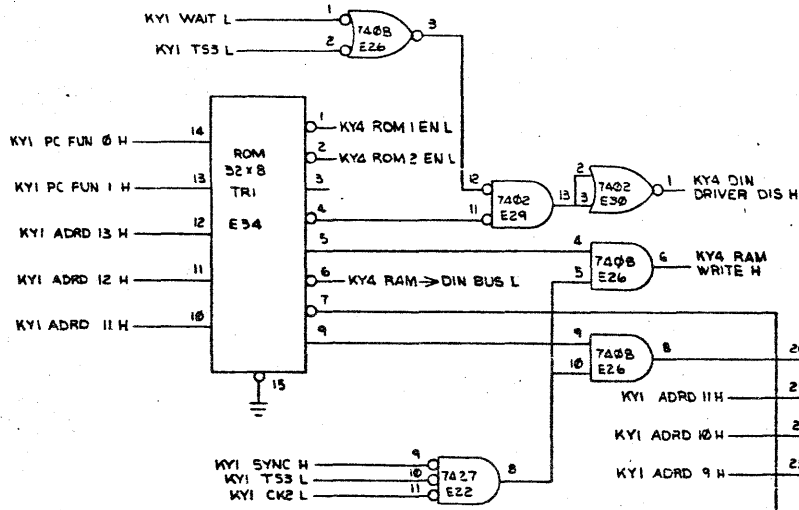 KY1 WAIT L
1
3
KY1 TS3 L
2
7408
E26
KY1 PC FUN 0 H
14
KY1 PC FUN 1 H
13
KY1 ADRD 13 H
12
KY1 ADRD 12 H
11
KY1 ADRD 11 H
10
ROM
32x8
TRI
E34
15
1
KY4 ROM 1 EN L
2
KY4 ROM 2 EN L
3
4
5
6
KY4 RAM→DIN BUS L
7
9
12
11
7402
E29
13
2
3
7402
E30
1
KY4 DIN
DRIVER DIS H
4
5
7408
E26
6
KY4 RAM
WRITE H
9
10
7408
E26
8
KY1 ADRD 11 H
KY1 ADRD 10 H
KY1 ADRD 9 H
KY1 SYNC H
9
KY1 TS3 L
10
KY1 CK2 L
11
7427
E22
8